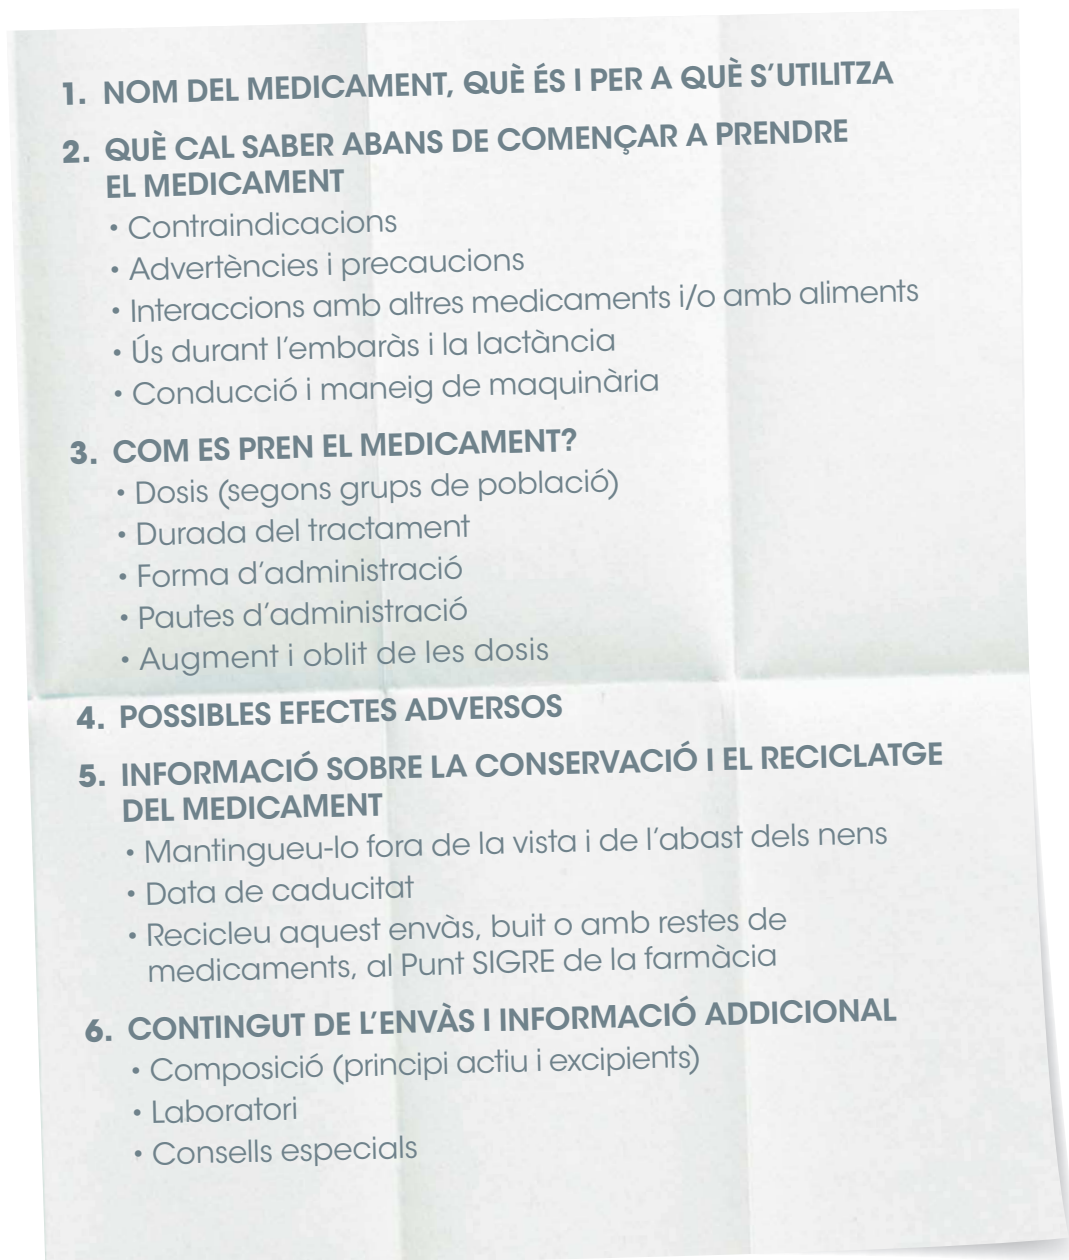 1. NOM DEL MEDICAMENT, QUÈ ÉS I PER A QUÈ S'UTILITZA
2. QUÈ CAL SABER ABANS DE COMENÇAR A PRENDRE
EL MEDICAMENT
• Contraindicacions
• Advertències i precaucions
• Interaccions amb altres medicaments i/o amb aliments
• Ús durant l'embaràs i la lactància
• Conducció i maneig de maquinària
3. COM ES PREN EL MEDICAMENT?
• Dosis (segons grups de població)
• Durada del tractament
• Forma d'administració
• Pautes d'administració
• Augment i oblit de les dosis
4. POSSIBLES EFECTES ADVERSOS
5. INFORMACIÓ SOBRE LA CONSERVACIÓ I EL RECICLATGE
DEL MEDICAMENT
• Mantingueu-lo fora de la vista i de l'abast dels nens
• Data de caducitat
• Recicleu aquest envàs, buit o amb restes de
medicaments, al Punt SIGRE de la farmàcia
6. CONTINGUT DE L'ENVÀS I INFORMACIÓ ADDICIONAL
• Composició (principi actiu i excipients)
• Laboratori
• Consells especials